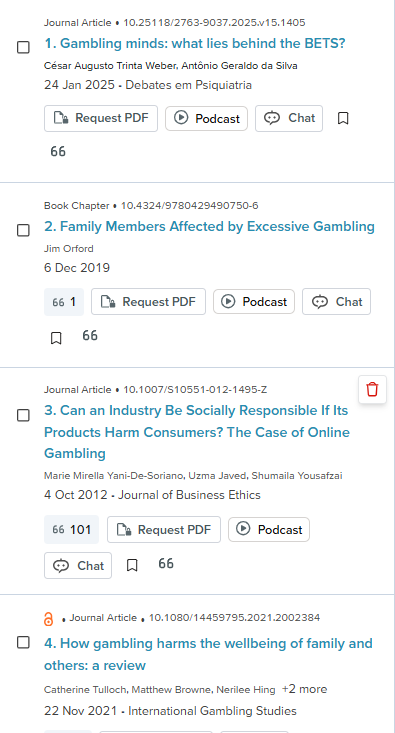 Journal Article • 10.25118/2763-9037.2025.v15.1405
1. Gambling minds: what lies behind the BETS?
César Augusto Trinta Weber, Antônio Geraldo da Silva
24 Jan 2025 - Debates em Psiquiatria
Request PDF Podcast Chat
66
Book Chapter • 10.4324/9780429490750-6
2. Family Members Affected by Excessive Gambling
Jim Orford
6 Dec 2019
66 1 Request PDF Podcast Chat
66
Journal Article • 10.1007/S10551-012-1495-Z
3. Can an Industry Be Socially Responsible If Its
Products Harm Consumers? The Case of Online
Gambling
Marie Mirella Yani-De-Soriano, Uzma Javed, Shumaila Yousafzai
4 Oct 2012 - Journal of Business Ethics
66 101 Request PDF Podcast
Chat 66
• Journal Article • 10.1080/14459795.2021.2002384
4. How gambling harms the wellbeing of family and
others: a review
Catherine Tulloch, Matthew Browne, Nerilee Hing +2 more
22 Nov 2021 - International Gambling Studies